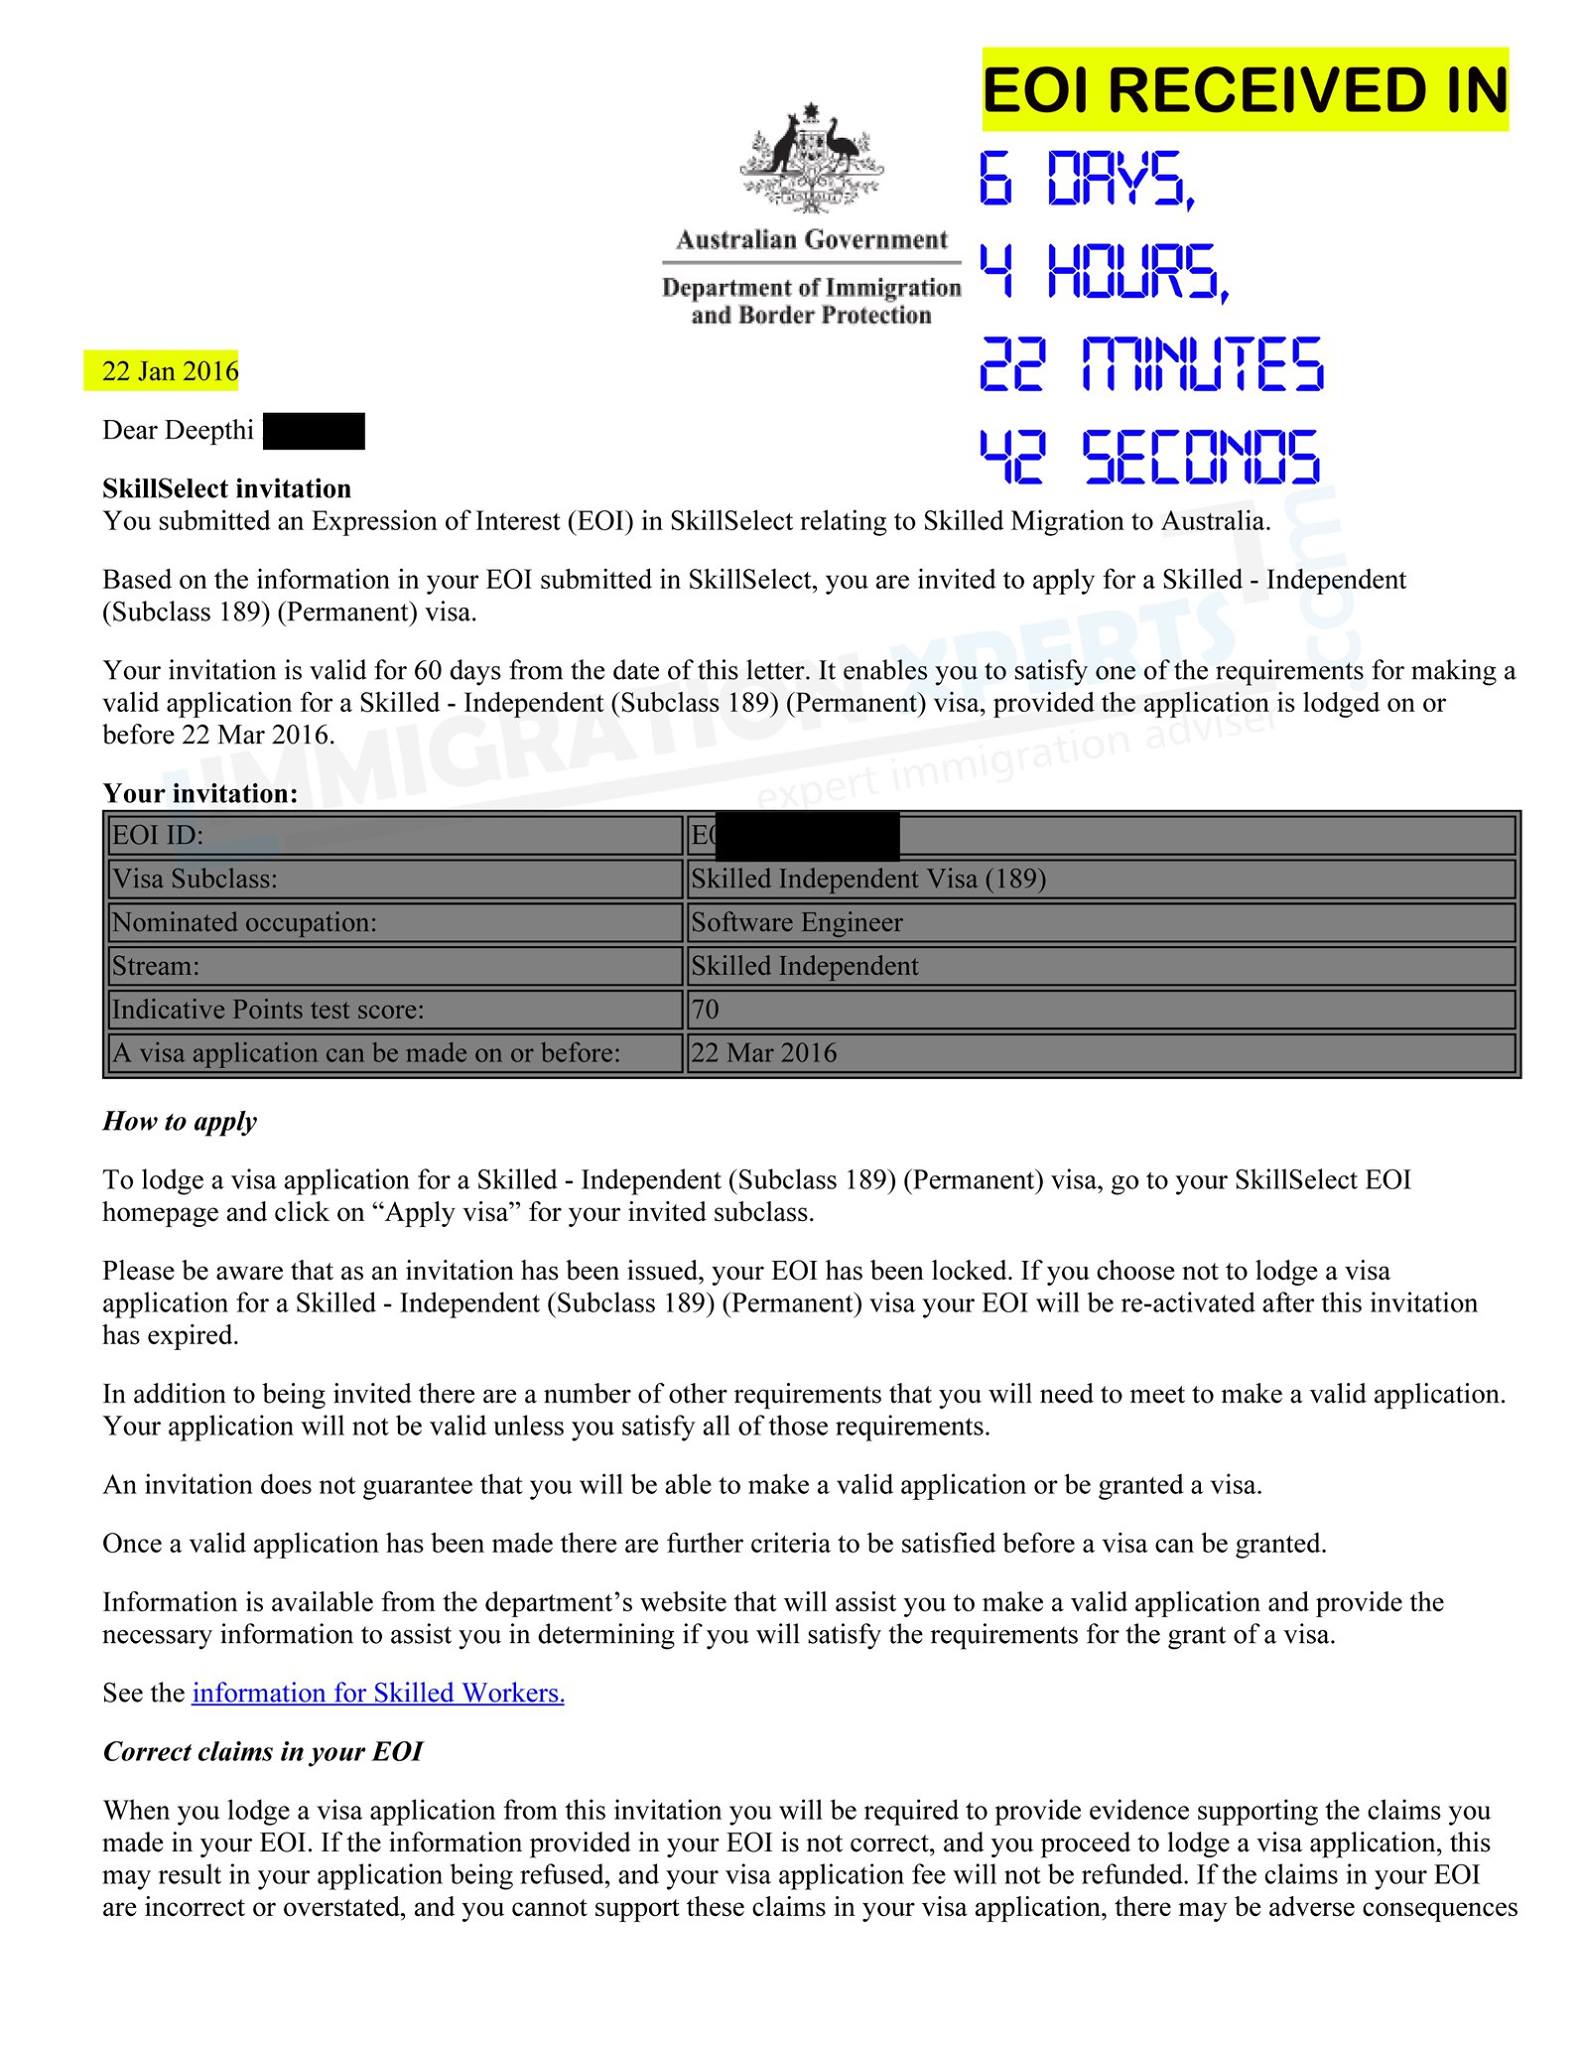 EOI RECEIVED IN
6 DAYS,
4 HOURS,
22 MINUTES
42 SECONDS
AUSTRALIA
Australian Government
Department of Immigration
and Border Protection
22 Jan 2016
Dear Deepthi
SkillSelect invitation
You submitted an Expression of Interest (EOI) in SkillSelect relating to Skilled Migration to Australia.
Based on the information in your EOI submitted in SkillSelect, you are invited to apply for a Skilled - Independent
(Subclass 189) (Permanent) visa.
Your invitation is valid for 60 days from the date of this letter. It enables you to satisfy one of the requirements for making a
valid application for a Skilled - Independent (Subclass 189) (Permanent) visa, provided the application is lodged on or
before 22 Mar 2016.
IMMIGRATION XPERTS .com
expert immigration adviser
Your invitation:
EOI ID: E0
Visa Subclass: Skilled Independent Visa (189)
Nominated occupation: Software Engineer
Stream: Skilled Independent
Indicative Points test score: 70
A visa application can be made on or before: 22 Mar 2016
How to apply
To lodge a visa application for a Skilled - Independent (Subclass 189) (Permanent) visa, go to your SkillSelect EOI
homepage and click on “Apply visa” for your invited subclass.
Please be aware that as an invitation has been issued, your EOI has been locked. If you choose not to lodge a visa
application for a Skilled - Independent (Subclass 189) (Permanent) visa your EOI will be re-activated after this invitation
has expired.
In addition to being invited there are a number of other requirements that you will need to meet to make a valid application.
Your application will not be valid unless you satisfy all of those requirements.
An invitation does not guarantee that you will be able to make a valid application or be granted a visa.
Once a valid application has been made there are further criteria to be satisfied before a visa can be granted.
Information is available from the department’s website that will assist you to make a valid application and provide the
necessary information to assist you in determining if you will satisfy the requirements for the grant of a visa.
See the information for Skilled Workers.
Correct claims in your EOI
When you lodge a visa application from this invitation you will be required to provide evidence supporting the claims you
made in your EOI. If the information provided in your EOI is not correct, and you proceed to lodge a visa application, this
may result in your application being refused, and your visa application fee will not be refunded. If the claims in your EOI
are incorrect or overstated, and you cannot support these claims in your visa application, there may be adverse consequences